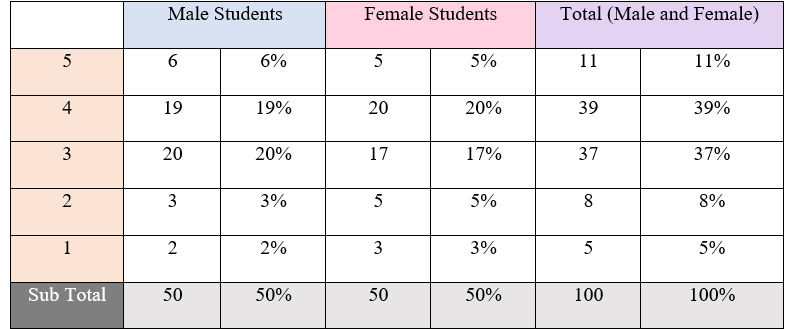 Male Students Female Students Total (Male and Female)
5 6 6% 5 5% 11 11%
4 19 19% 20 20% 39 39%
3 20 20% 17 17% 37 37%
2 3 3% 5 5% 8 8%
1 2 2% 3 3% 5 5%
Sub Total 50 50% 50 50% 100 100%